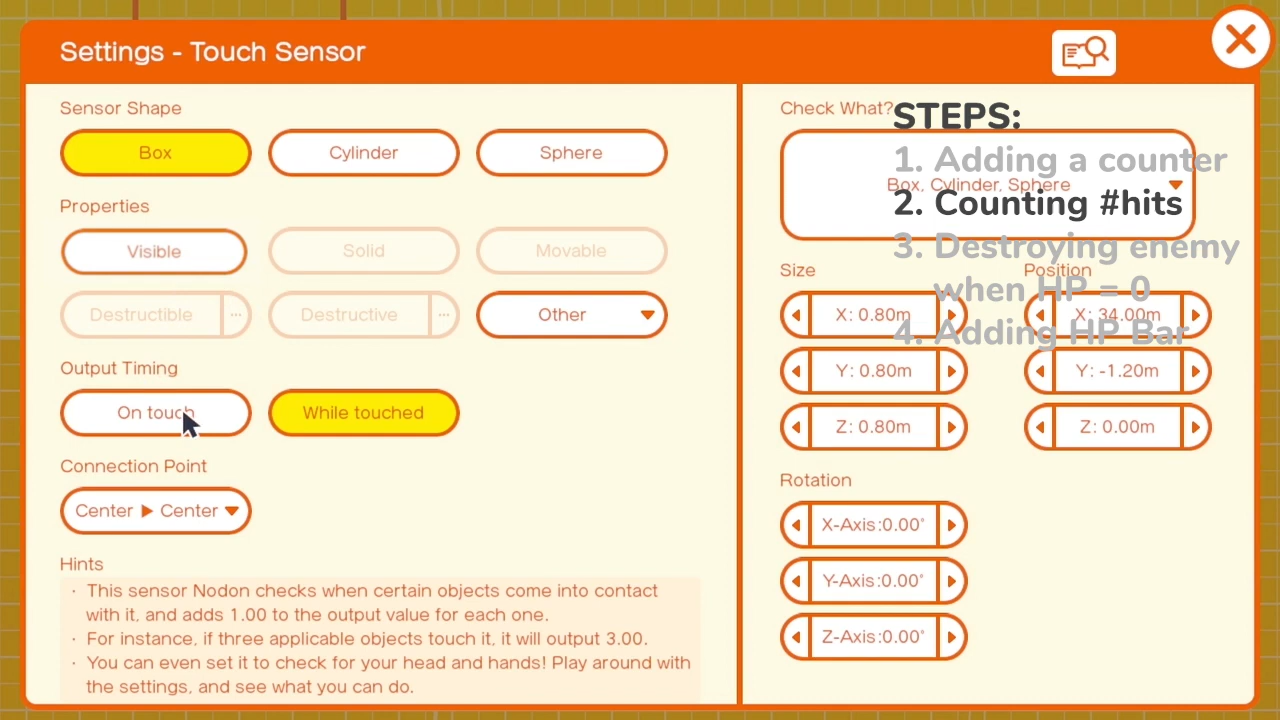 Settings - Touch Sensor
Sensor Shape
Box
Cylinder
Sphere
Properties
Visible
Solid
Movable
Destructible
...
Destructive
...
Other
Output Timing
On touch
While touched
Connection Point
Center ▶ Center
Hints
· This sensor Nodon checks when certain objects come into contact
with it, and adds 1.00 to the output value for each one.
· For instance, if three applicable objects touch it, it will output 3.00.
· You can even set it to check for your head and hands! Play around with
the settings, and see what you can do.
Check What?
Box, Cylinder, Sphere
STEPS:
1. Adding a counter
2. Counting #hits
3. Destroying enemy
when HP = 0
4. Adding HP Bar
Size
X: 0.80m
Y: 0.80m
Z: 0.80m
Position
X: 34.00m
Y: -1.20m
Z: 0.00m
Rotation
X-Axis:0.00°
Y-Axis:0.00°
Z-Axis:0.00°